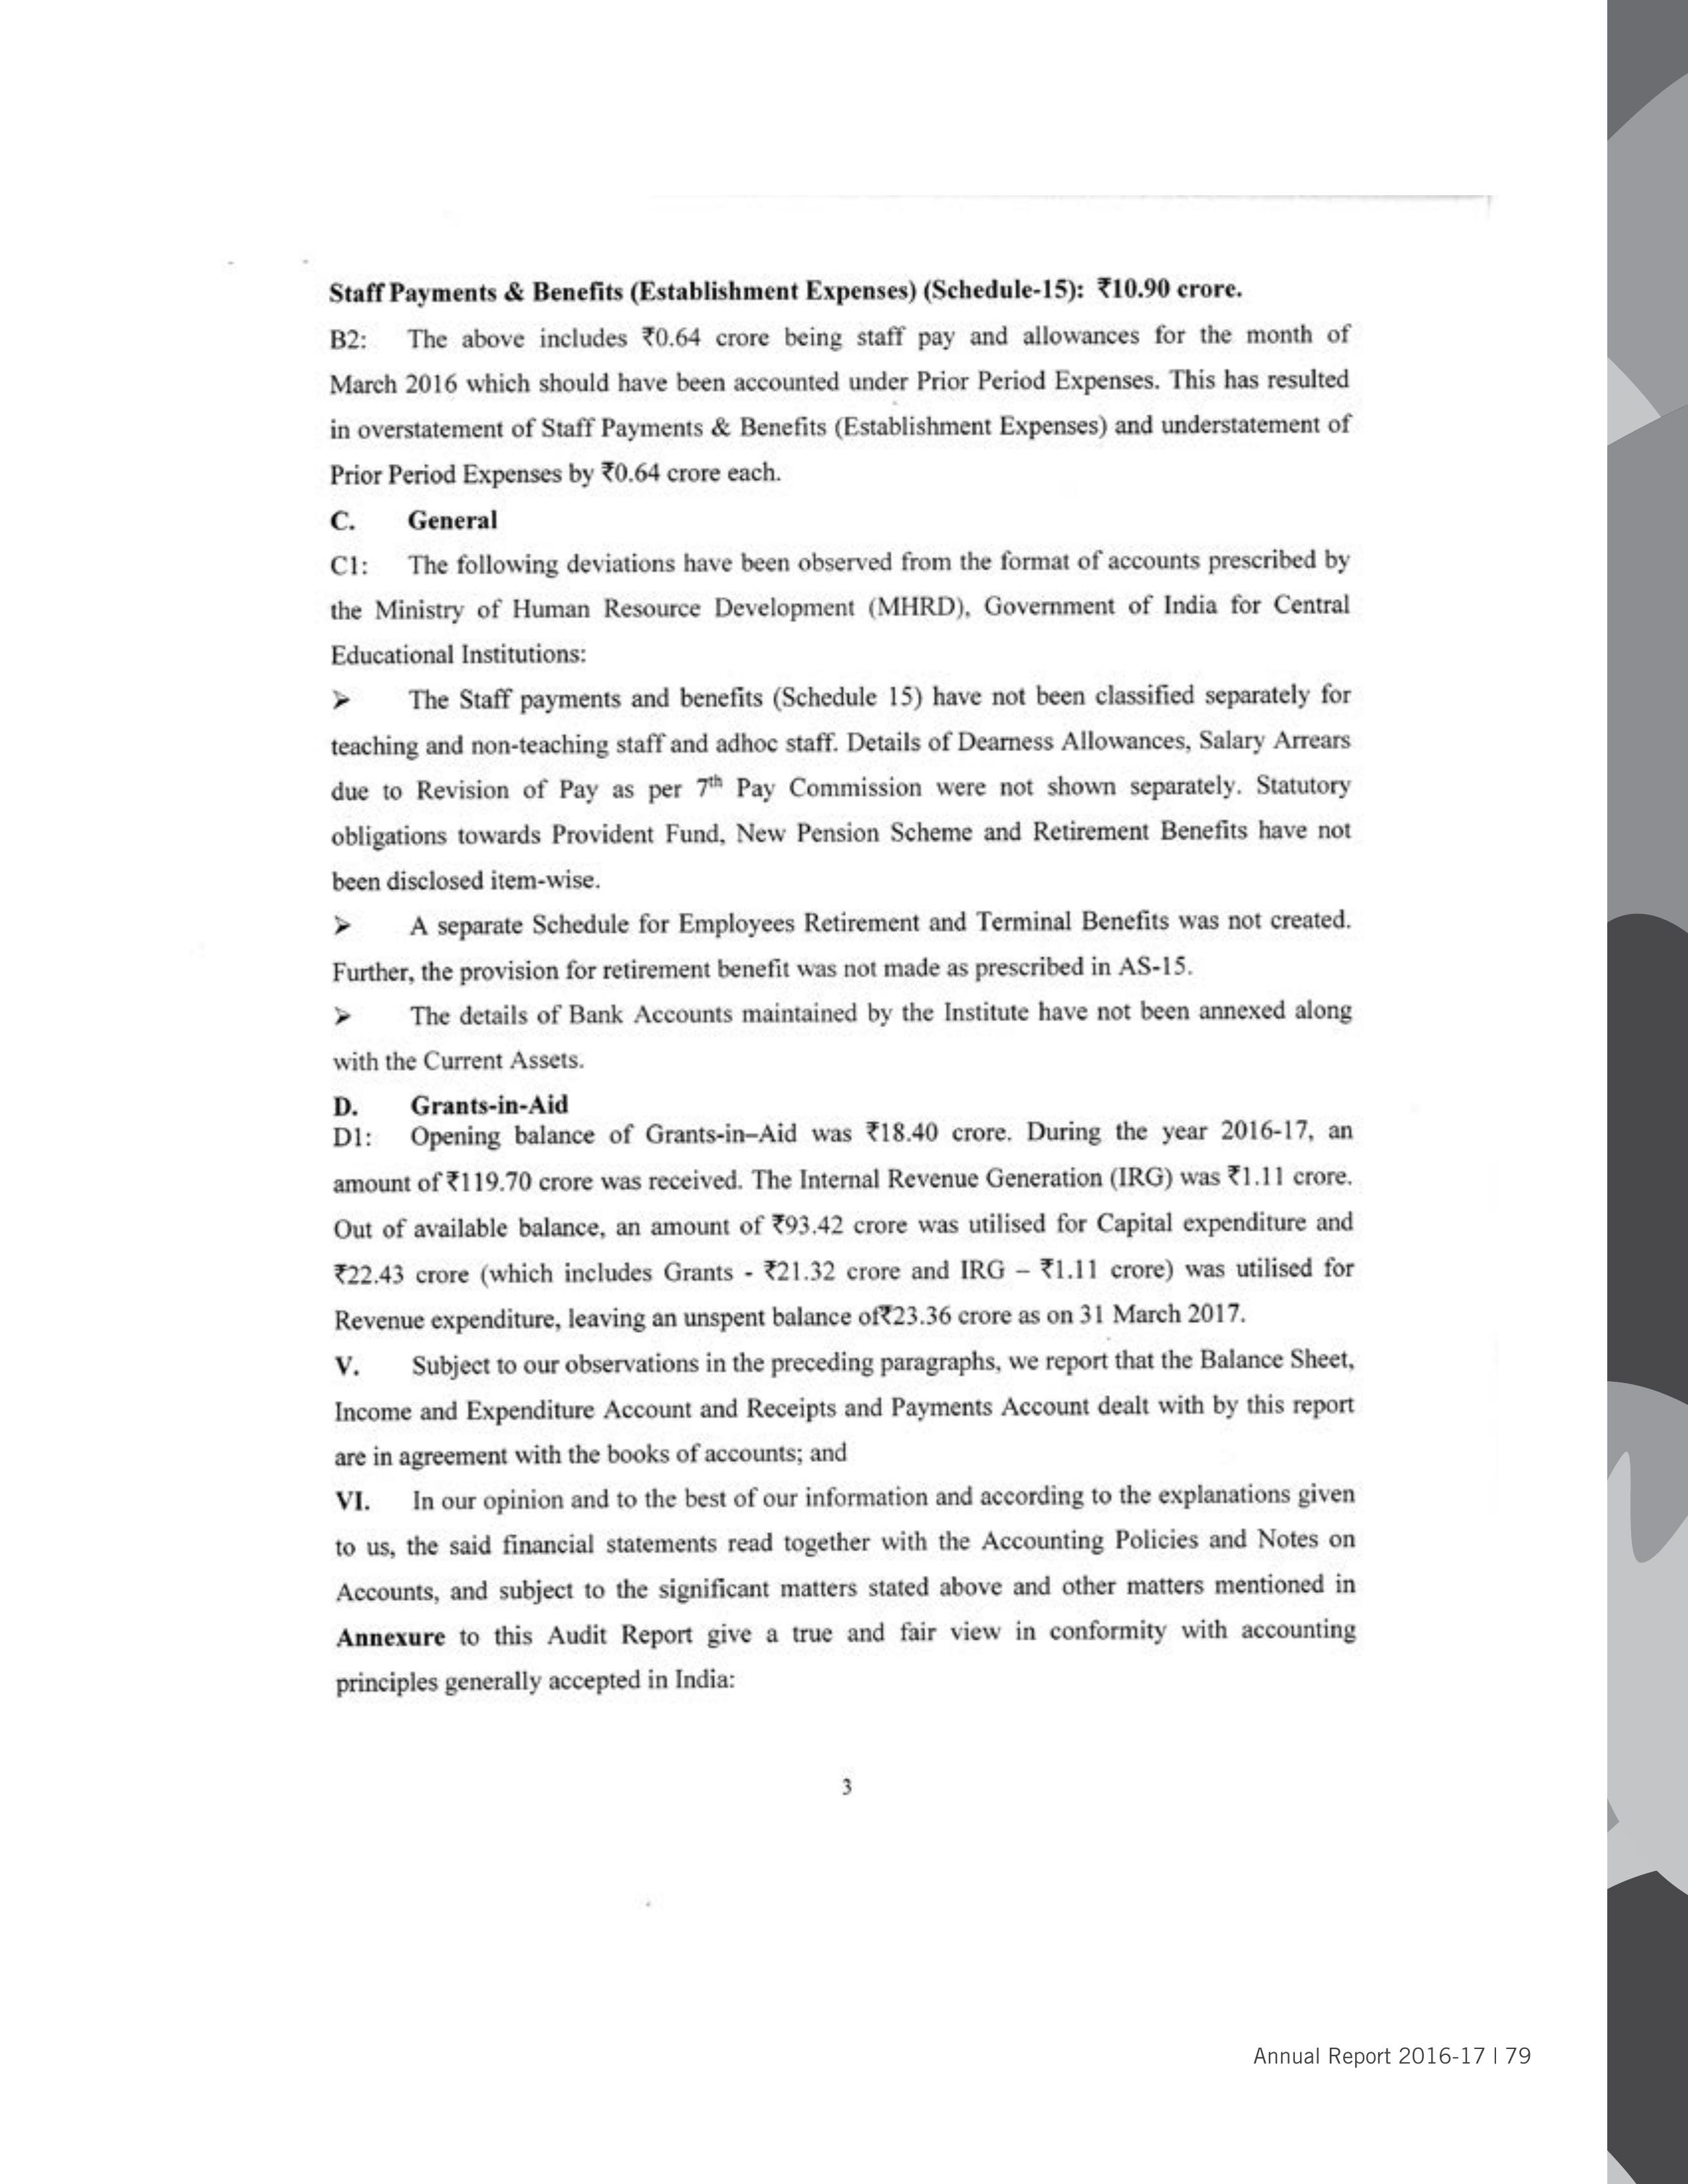 Staff Payments & Benefits (Establishment Expenses) (Schedule-15): ₹10.90 crore.
B2: The above includes ₹0.64 crore being staff pay and allowances for the month of
March 2016 which should have been accounted under Prior Period Expenses. This has resulted
in overstatement of Staff Payments & Benefits (Establishment Expenses) and understatement of
Prior Period Expenses by ₹0.64 crore each.
C. General
C1: The following deviations have been observed from the format of accounts prescribed by
the Ministry of Human Resource Development (MHRD), Government of India for Central
Educational Institutions:
➢ The Staff payments and benefits (Schedule 15) have not been classified separately for
teaching and non-teaching staff and adhoc staff. Details of Dearness Allowances, Salary Arrears
due to Revision of Pay as per 7th Pay Commission were not shown separately. Statutory
obligations towards Provident Fund, New Pension Scheme and Retirement Benefits have not
been disclosed item-wise.
➢ A separate Schedule for Employees Retirement and Terminal Benefits was not created.
Further, the provision for retirement benefit was not made as prescribed in AS-15.
➢ The details of Bank Accounts maintained by the Institute have not been annexed along
with the Current Assets.
D. Grants-in-Aid
D1: Opening balance of Grants-in–Aid was ₹18.40 crore. During the year 2016-17, an
amount of ₹119.70 crore was received. The Internal Revenue Generation (IRG) was ₹1.11 crore.
Out of available balance, an amount of ₹93.42 crore was utilised for Capital expenditure and
₹22.43 crore (which includes Grants - ₹21.32 crore and IRG – ₹1.11 crore) was utilised for
Revenue expenditure, leaving an unspent balance of₹23.36 crore as on 31 March 2017.
V. Subject to our observations in the preceding paragraphs, we report that the Balance Sheet,
Income and Expenditure Account and Receipts and Payments Account dealt with by this report
are in agreement with the books of accounts; and
VI. In our opinion and to the best of our information and according to the explanations given
to us, the said financial statements read together with the Accounting Policies and Notes on
Accounts, and subject to the significant matters stated above and other matters mentioned in
Annexure to this Audit Report give a true and fair view in conformity with accounting
principles generally accepted in India:
3
Annual Report 2016-17 | 79